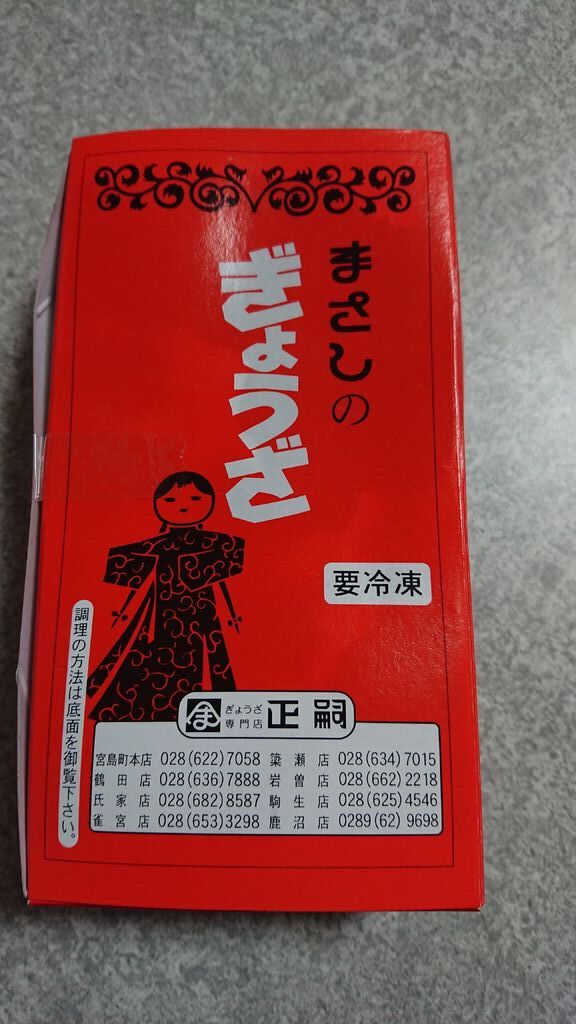 まさしの
ぎょうざ
要冷凍
調理の方法は底面を御覧下さい。
ぎょうざ
専門店
正嗣
宮島町本店 028(622)7058 簗瀬店 028(634)7015
鶴田店 028(636)7888 岩曽店 028(662)2218
氏家店 028(682)8587 駒生店 028(625)4546
雀宮店 028(653)3298 鹿沼店 0289(62)9698